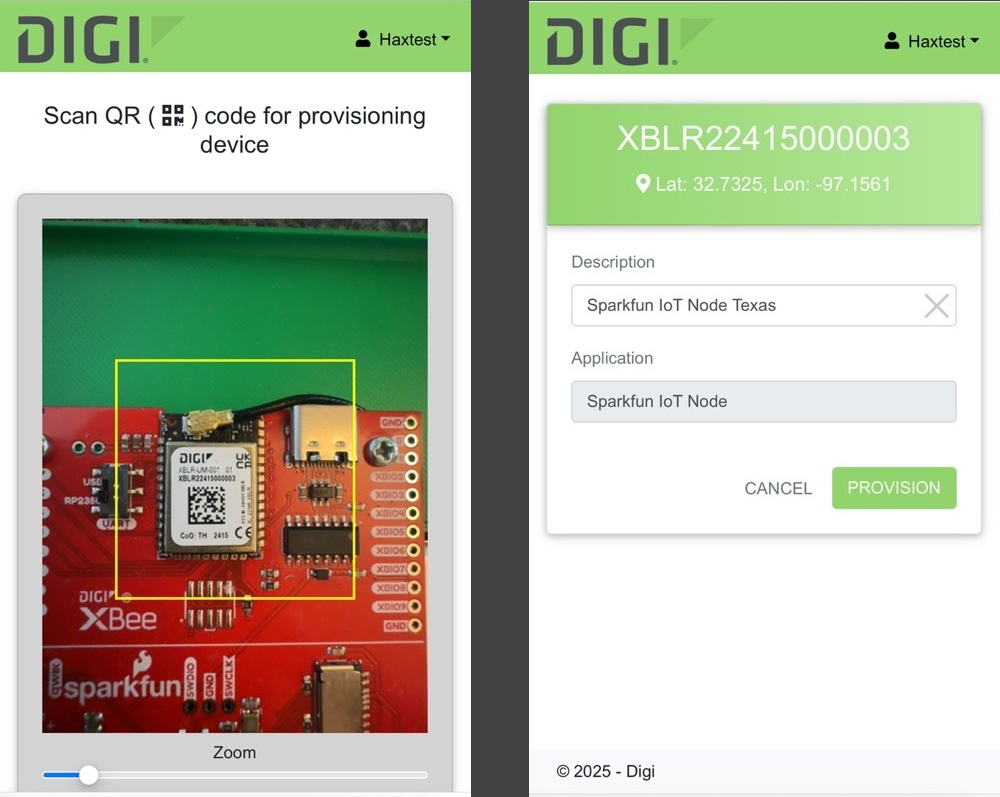 DIGI
Haxtest
Scan QR ( ) code for provisioning
device
GND
USB
DIGI
UK
CA
XBLR-UM-001 01
XBLR22415000003
CoO: TH 2415
CE
UART
XBIO2
XBIO3
XBIO4
XBIO5
XBIO6
XBIO7
XBIO8
XBIO9
GND
DIGI
XBee
sparkfun
SWDIO
GND
SWCLK
Zoom
DIGI
Haxtest
XBLR22415000003
Lat: 32.7325, Lon: -97.1561
Description
Sparkfun IoT Node Texas
Application
Sparkfun IoT Node
CANCEL
PROVISION
© 2025 - Digi